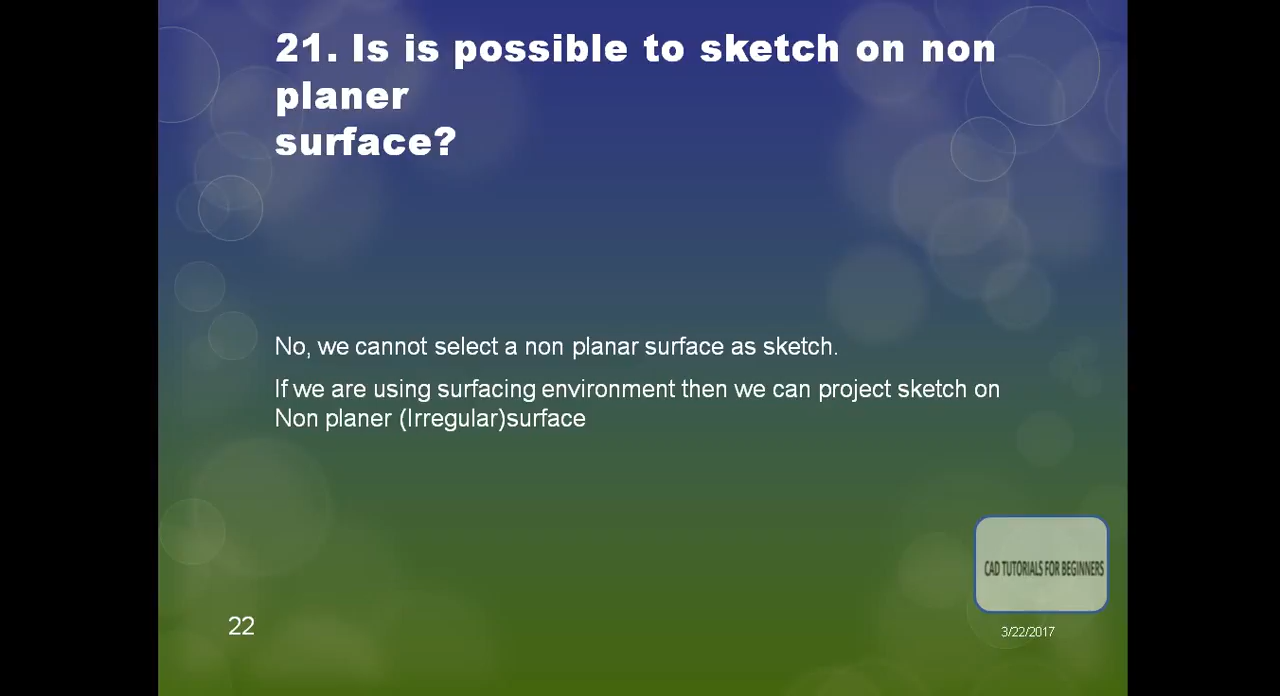 21. Is is possible to sketch on non
planer
surface?
No, we cannot select a non planar surface as sketch.
If we are using surfacing environment then we can project sketch on
Non planer (Irregular)surface
CAD TUTORIALS FOR BEGINNERS
22
3/22/2017